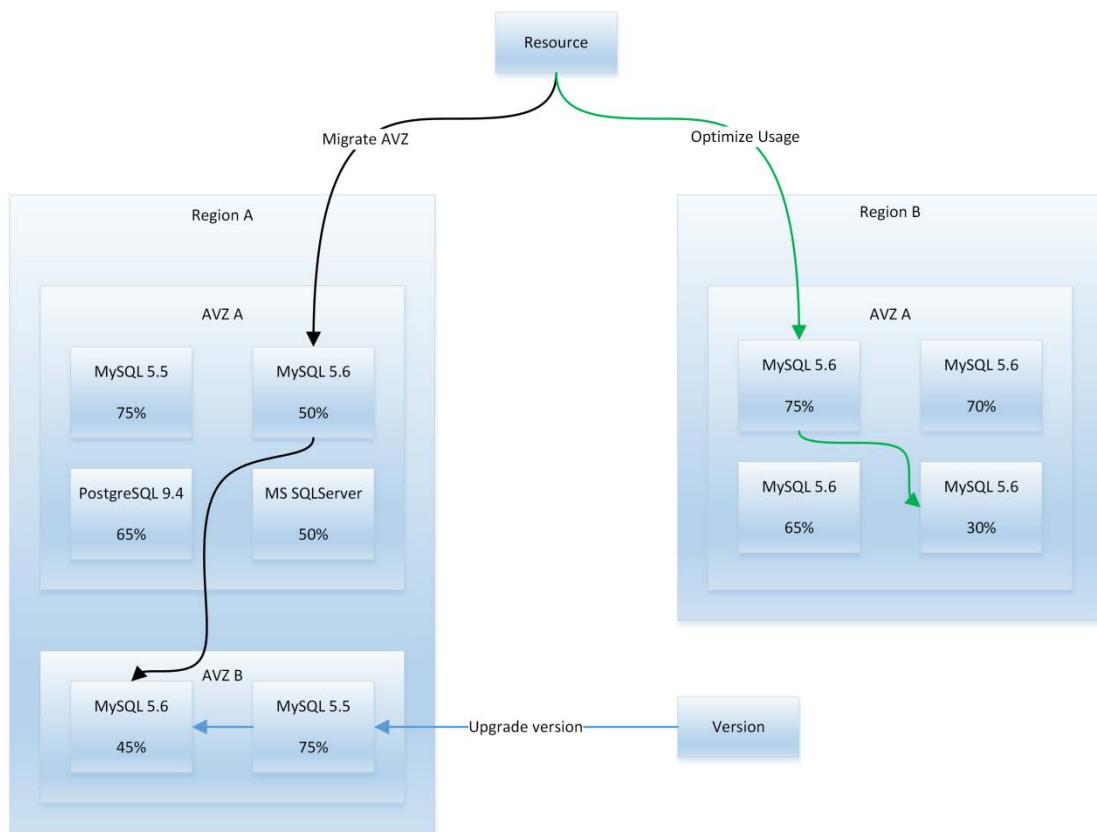 Resource
Migrate AVZ
Optimize Usage
Region A
AVZ A
MySQL 5.5
75%
MySQL 5.6
50%
PostgreSQL 9.4
65%
MS SQLServer
50%
AVZ B
MySQL 5.6
45%
MySQL 5.5
75%
Upgrade version
Version
Region B
AVZ A
MySQL 5.6
75%
MySQL 5.6
70%
MySQL 5.6
65%
MySQL 5.6
30%